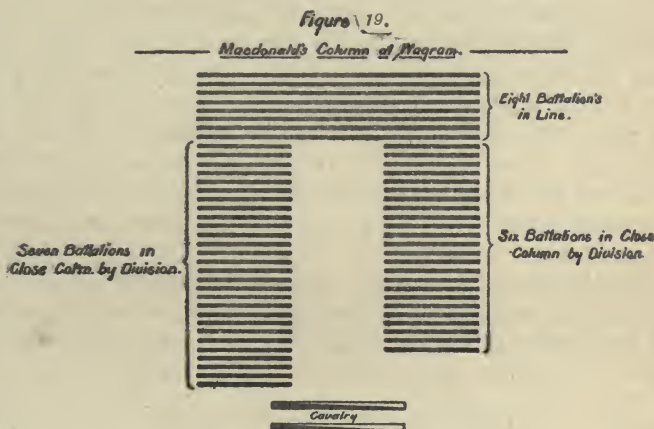 Figure 19.
Macdonald's Column at Wagram.
Eight Battalion's
in Line.
Seven Battalions in
Close Colm. by Division.
Six Battalions in Close
Column by Division
Cavalry